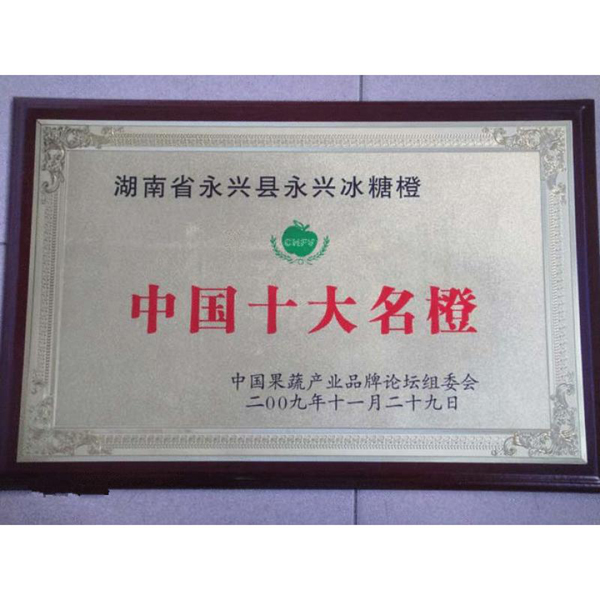 湖南省永兴县永兴冰糖橙
CHFV
中国十大名橙
中国果蔬产业品牌论坛组委会
二00九年十一月二十九日